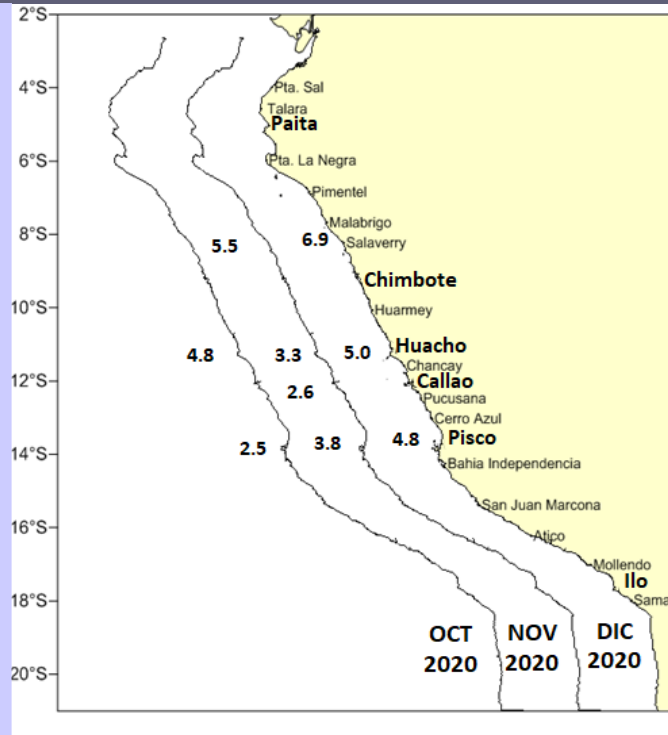 2°S
4°S
Pta. Sal
Talara
Paita
6°S
Pta. La Negra
Pimentel
Malabrigo
8°S
5.5
6.9
Salaverry
Chimbote
10°S
Huarmey
4.8
3.3
5.0
Huacho
Chancay
12°S
2.6
Callao
Pucusana
Cerro Azul
2.5
3.8
4.8
Pisco
14°S
Bahia Independencia
San Juan Marcona
16°S
Atico
Mollendo
Ilo
18°S
Sama
OCT
2020
NOV
2020
DIC
2020
20°S